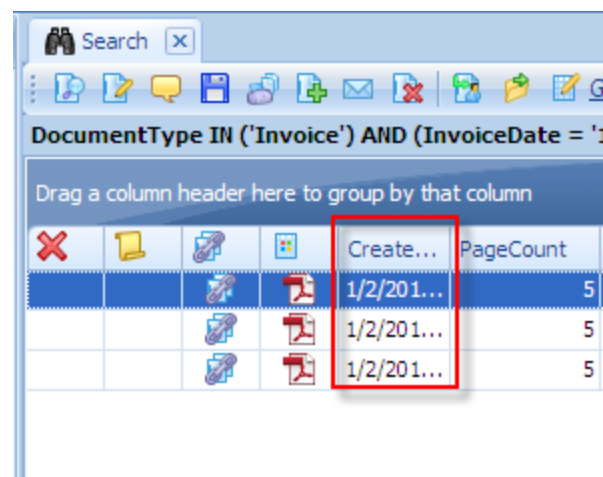 Search
G
DocumentType IN ('Invoice') AND (InvoiceDate = '1
Drag a column header here to group by that column
Create... PageCount
1/2/201... 5
1/2/201... 5
1/2/201... 5